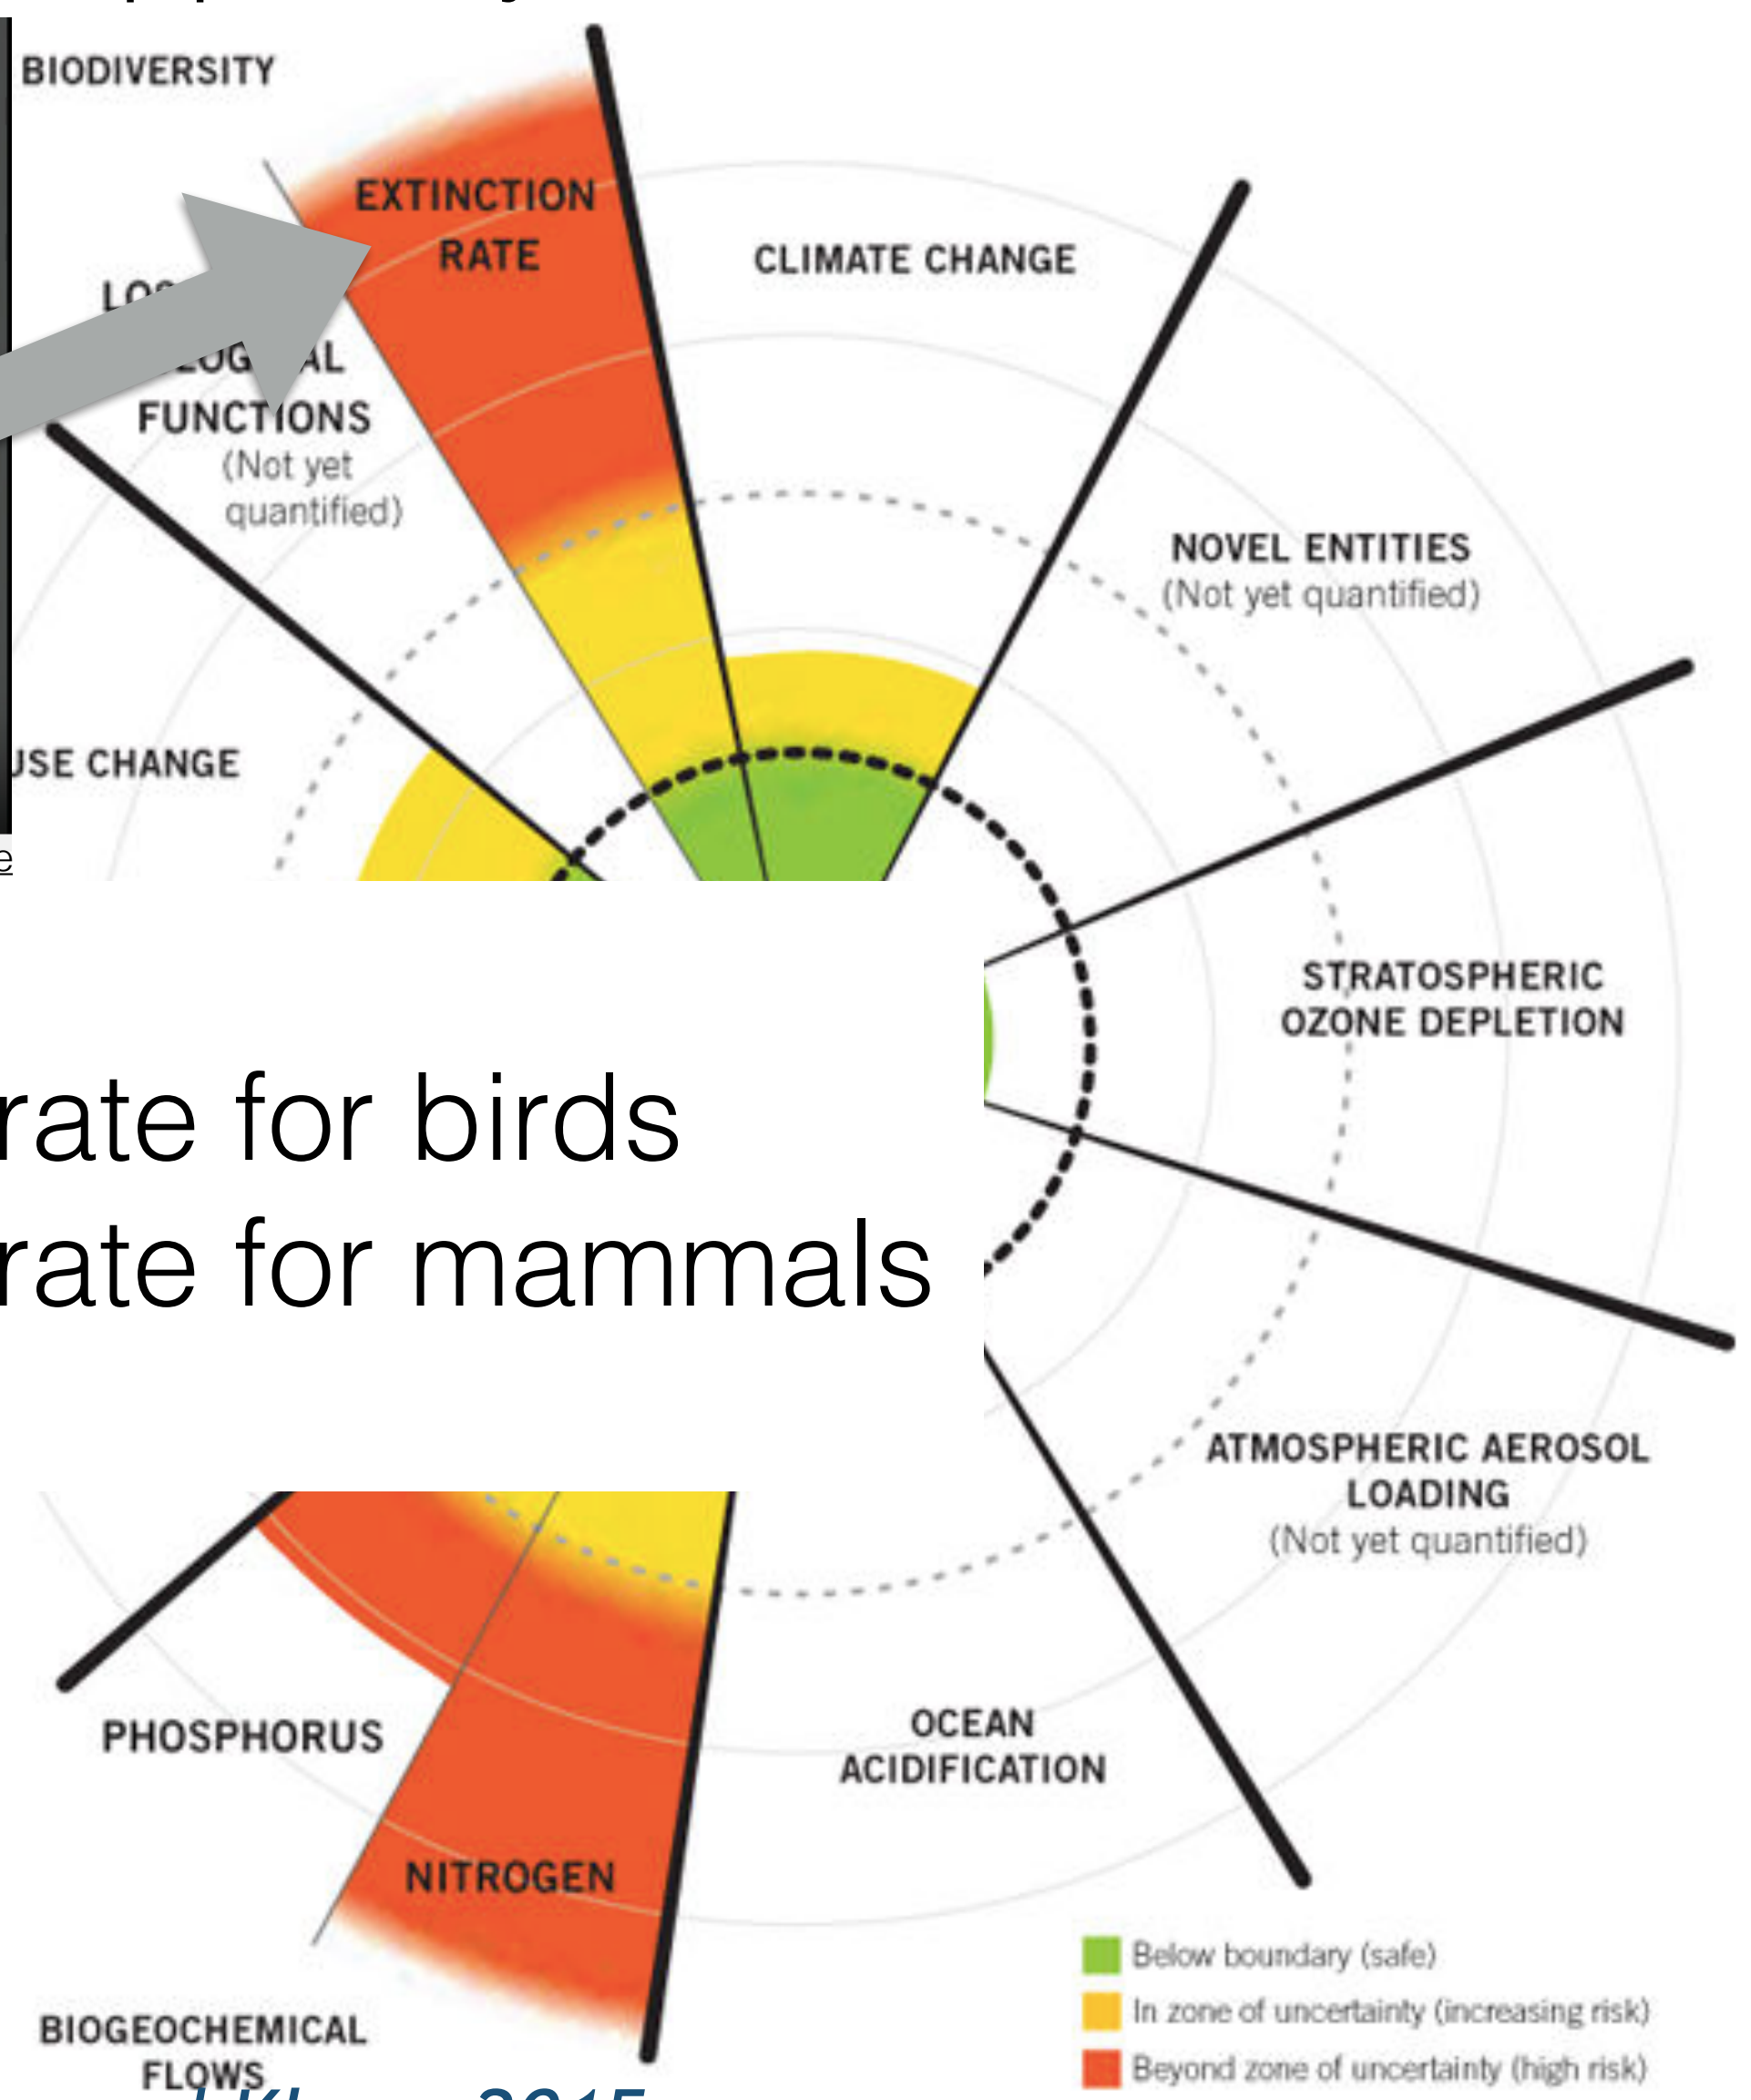 BIODIVERSITY
EXTINCTION
RATE
CLIMATE CHANGE
FUNCTIONS
(Not yet
quantified)
NOVEL ENTITIES
(Not yet quantified)
USE CHANGE
STRATOSPHERIC
OZONE DEPLETION
rate for birds
rate for mammals
ATMOSPHERIC AEROSOL
LOADING
(Not yet quantified)
PHOSPHORUS
OCEAN
ACIDIFICATION
NITROGEN
BIOGEOCHEMICAL
FLOWS
Below boundary (safe)
In zone of uncertainty (increasing risk)
Beyond zone of uncertainty (high risk)
2015